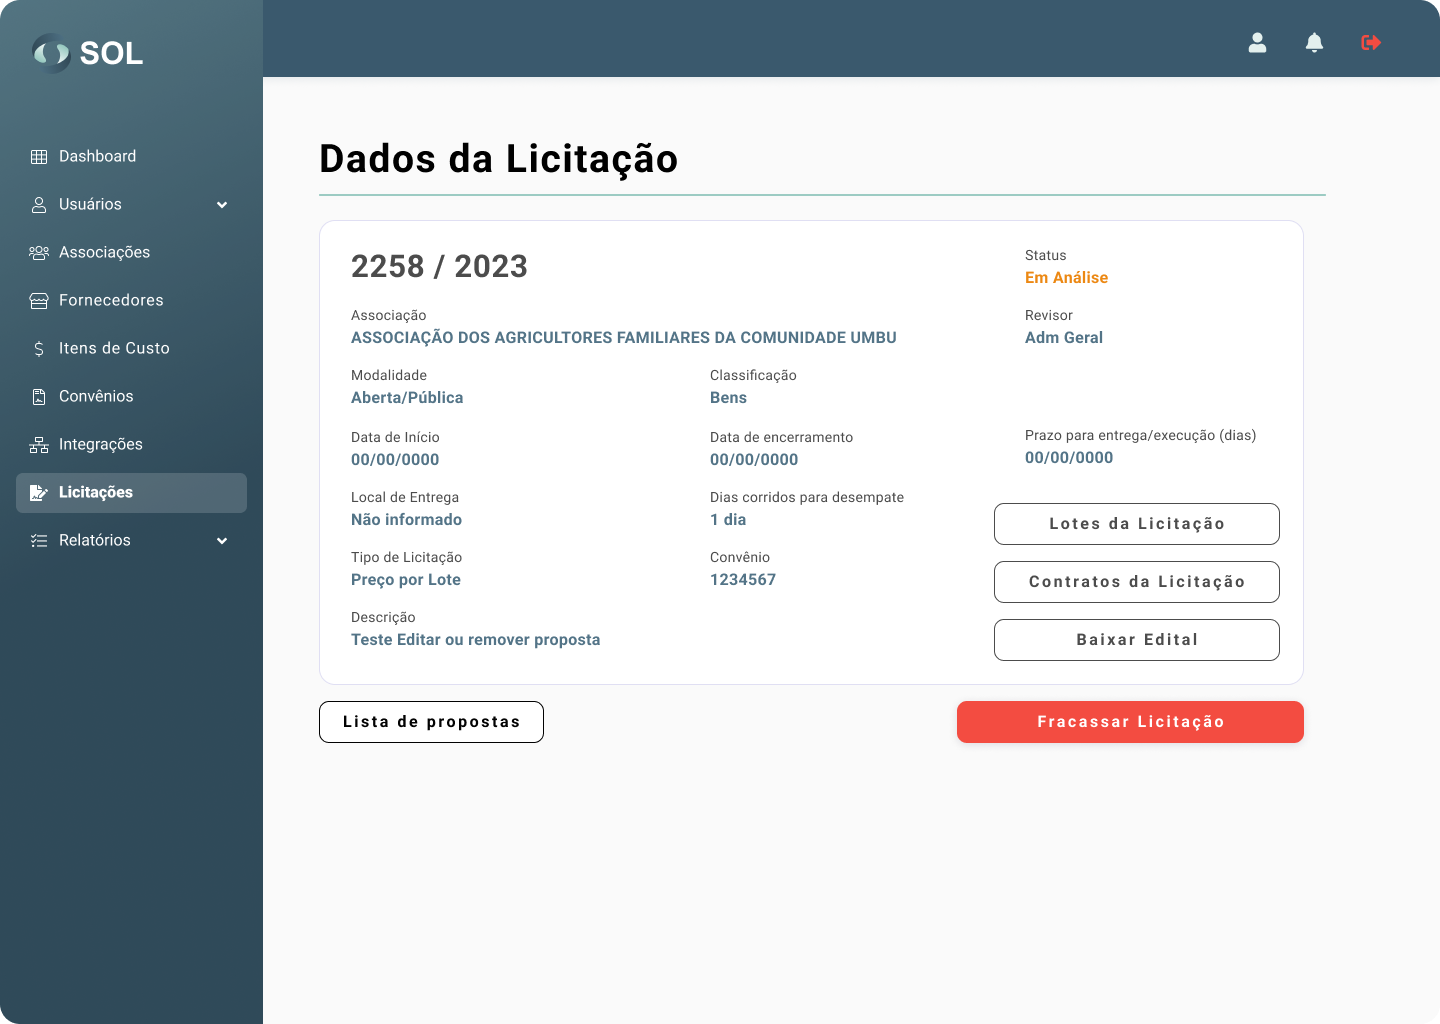 SOL
Dashboard
Usuários
Associações
Fornecedores
Itens de Custo
Convênios
Integrações
Licitações
Relatórios
Dados da Licitação
2258 / 2023
Status
Em Análise
Associação
ASSOCIAÇÃO DOS AGRICULTORES FAMILIARES DA COMUNIDADE UMBU
Revisor
Adm Geral
Modalidade
Aberta/Pública
Classificação
Bens
Data de Início
00/00/0000
Data de encerramento
00/00/0000
Prazo para entrega/execução (dias)
00/00/0000
Local de Entrega
Não informado
Dias corridos para desempate
1 dia
Tipo de Licitação
Preço por Lote
Convênio
1234567
Descrição
Teste Editar ou remover proposta
Lotes da Licitação
Contratos da Licitação
Baixar Edital
Lista de propostas
Fracassar Licitação